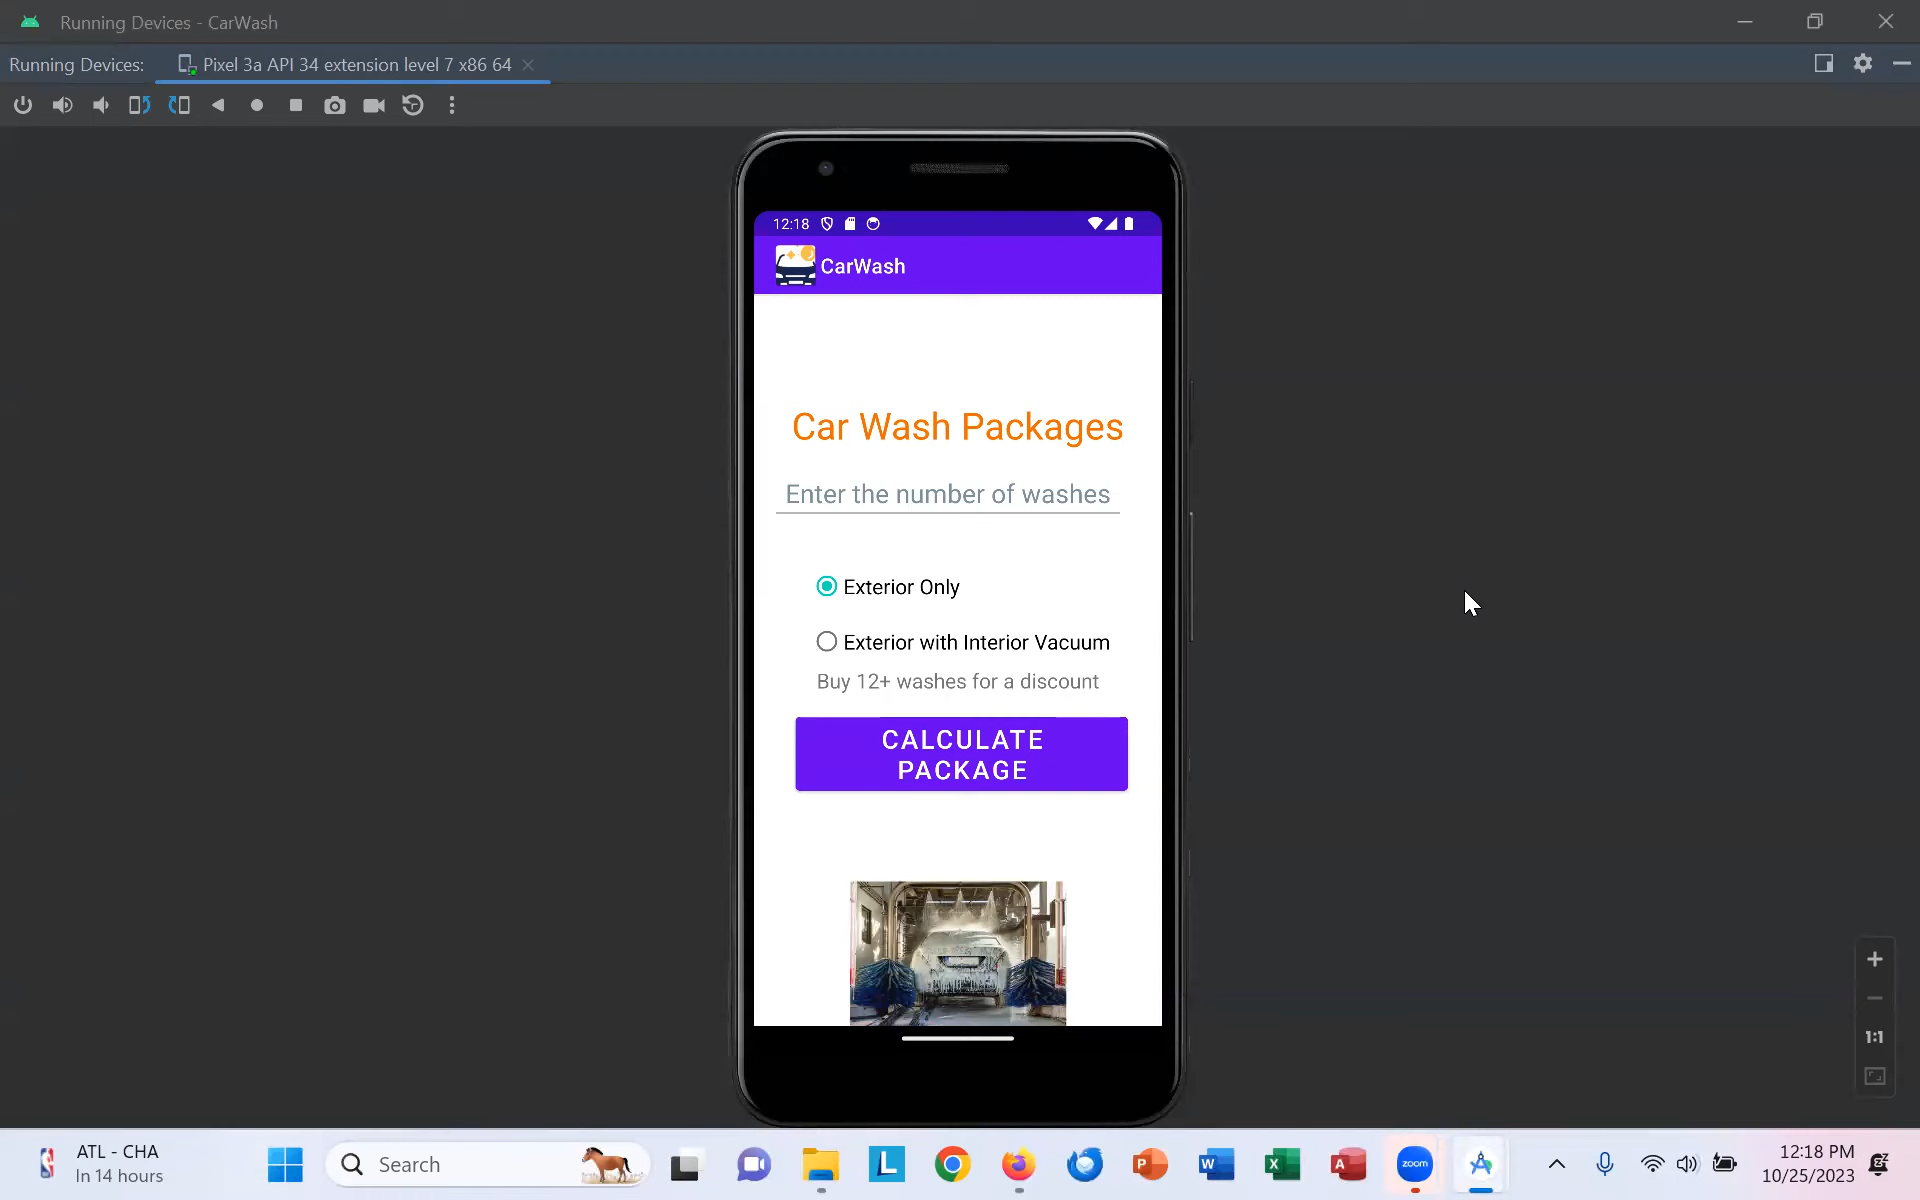 Running Devices - CarWash
Running Devices:
Pixel 3a API 34 extension level 7 x86 64
12:18
CarWash
Car Wash Packages
Enter the number of washes
Exterior Only
Exterior with Interior Vacuum
Buy 12+ washes for a discount
CALCULATE
PACKAGE
1:1
ATL - CHA
In 14 hours
Search
L
P
W
X
A
zoom
12:18 PM
10/25/2023